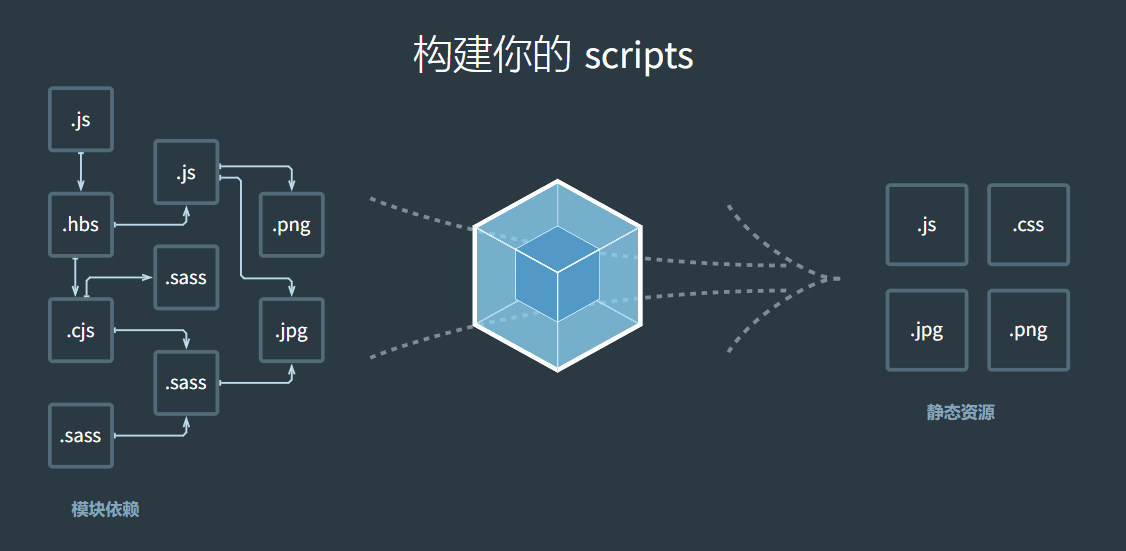 构建你的 scripts
.js
.js
.hbs
.png
.sass
.cjs
.jpg
.sass
.sass
模块依赖
.js
.css
.jpg
.png
静态资源